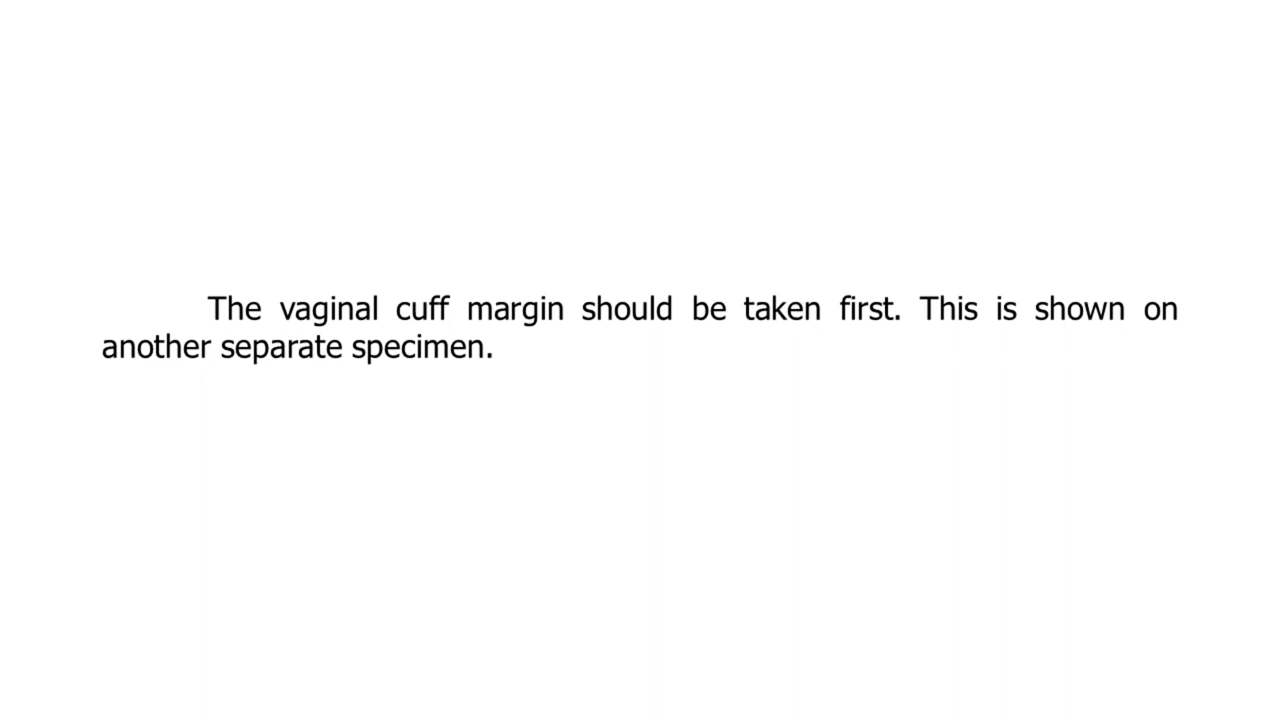 The vaginal cuff margin should be taken first. This is shown on
another separate specimen.